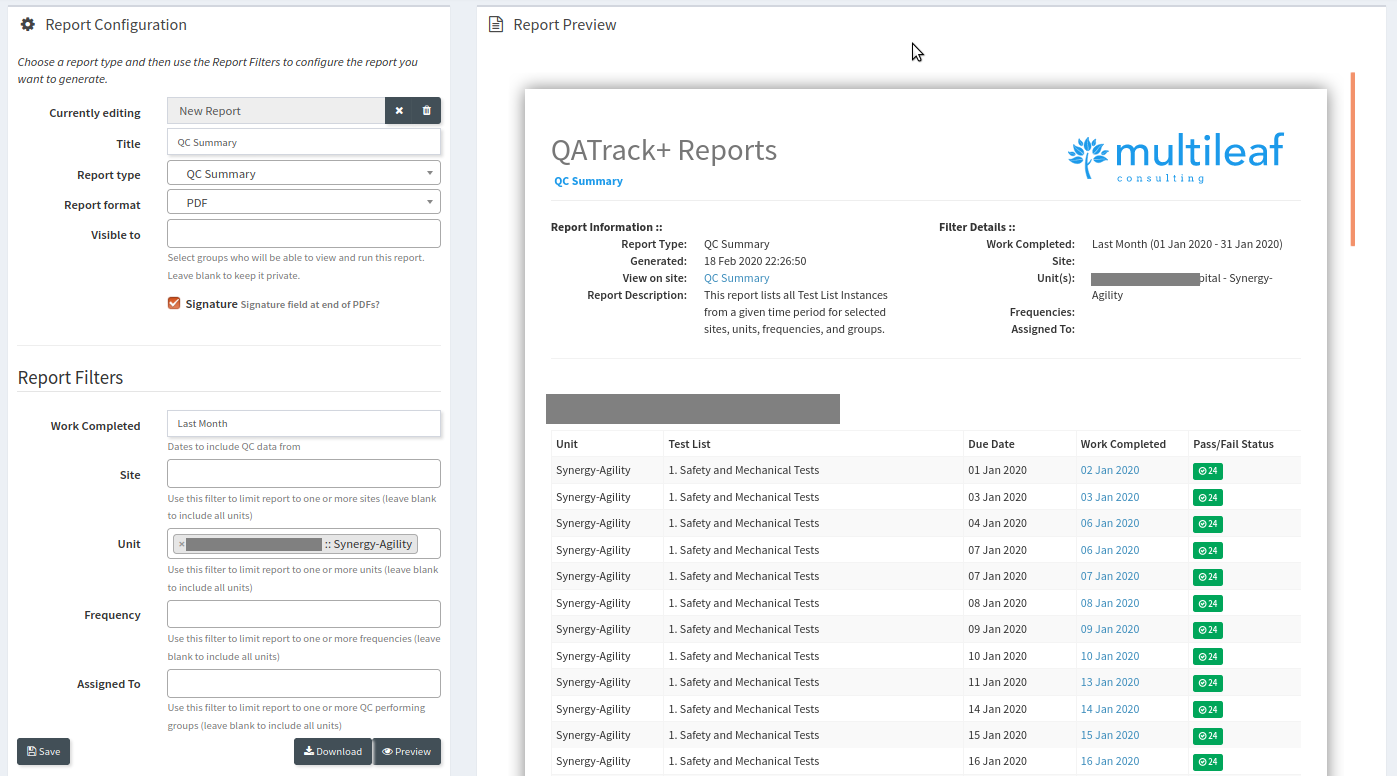 Report Configuration
Choose a report type and then use the Report Filters to configure the report you
want to generate.
Currently editing New Report
Title QC Summary
Report type QC Summary
Report format PDF
Visible to
Select groups who will be able to view and run this report.
Leave blank to keep it private.
Signature Signature field at end of PDFs?
Report Filters
Work Completed Last Month
Dates to include QC data from
Site
Use this filter to limit report to one or more sites (leave blank
to include all units)
Unit × :: Synergy-Agility
Use this filter to limit report to one or more units (leave blank
to include all units)
Frequency
Use this filter to limit report to one or more frequencies (leave
blank to include all units)
Assigned To
Use this filter to limit report to one or more QC performing
groups (leave blank to include all units)
Save Download Preview
Report Preview
QATrack+ Reports
QC Summary
multileaf
consulting
Report Information ::
Report Type: QC Summary
Generated: 18 Feb 2020 22:26:50
View on site: QC Summary
Report Description: This report lists all Test List Instances
from a given time period for selected
sites, units, frequencies, and groups.
Filter Details ::
Work Completed: Last Month (01 Jan 2020 - 31 Jan 2020)
Site:
Unit(s): pital - Synergy-
Agility
Frequencies:
Assigned To:
Unit Test List Due Date Work Completed Pass/Fail Status
Synergy-Agility 1. Safety and Mechanical Tests 01 Jan 2020 02 Jan 2020 24
Synergy-Agility 1. Safety and Mechanical Tests 03 Jan 2020 03 Jan 2020 24
Synergy-Agility 1. Safety and Mechanical Tests 04 Jan 2020 06 Jan 2020 24
Synergy-Agility 1. Safety and Mechanical Tests 07 Jan 2020 06 Jan 2020 24
Synergy-Agility 1. Safety and Mechanical Tests 07 Jan 2020 07 Jan 2020 24
Synergy-Agility 1. Safety and Mechanical Tests 08 Jan 2020 08 Jan 2020 24
Synergy-Agility 1. Safety and Mechanical Tests 09 Jan 2020 09 Jan 2020 24
Synergy-Agility 1. Safety and Mechanical Tests 10 Jan 2020 10 Jan 2020 24
Synergy-Agility 1. Safety and Mechanical Tests 11 Jan 2020 13 Jan 2020 24
Synergy-Agility 1. Safety and Mechanical Tests 14 Jan 2020 14 Jan 2020 24
Synergy-Agility 1. Safety and Mechanical Tests 15 Jan 2020 15 Jan 2020 24
Synergy-Agility 1. Safety and Mechanical Tests 16 Jan 2020 16 Jan 2020 24